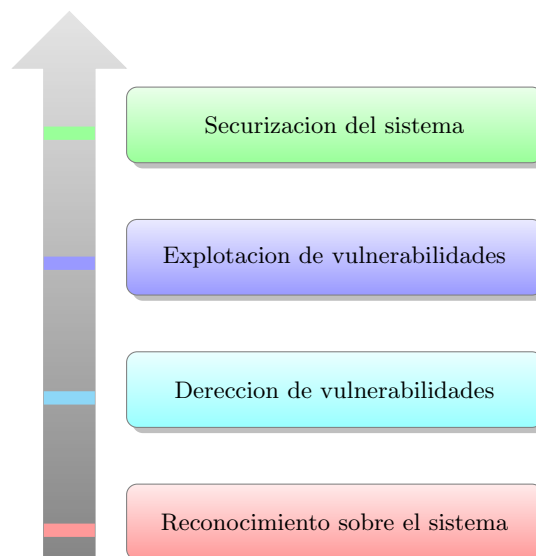 Securizacion del sistema
Explotacion de vulnerabilidades
Dereccion de vulnerabilidades
Reconocimiento sobre el sistema